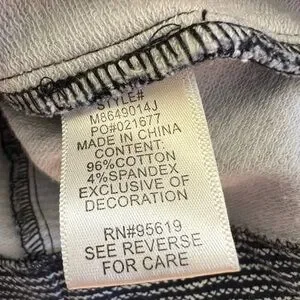 STYLE#
M8649014J
PO#021677
MADE IN CHINA
CONTENT:
96%COTTON
4%SPANDEX
EXCLUSIVE OF
DECORATION
RN#95619
SEE REVERSE
FOR CARE